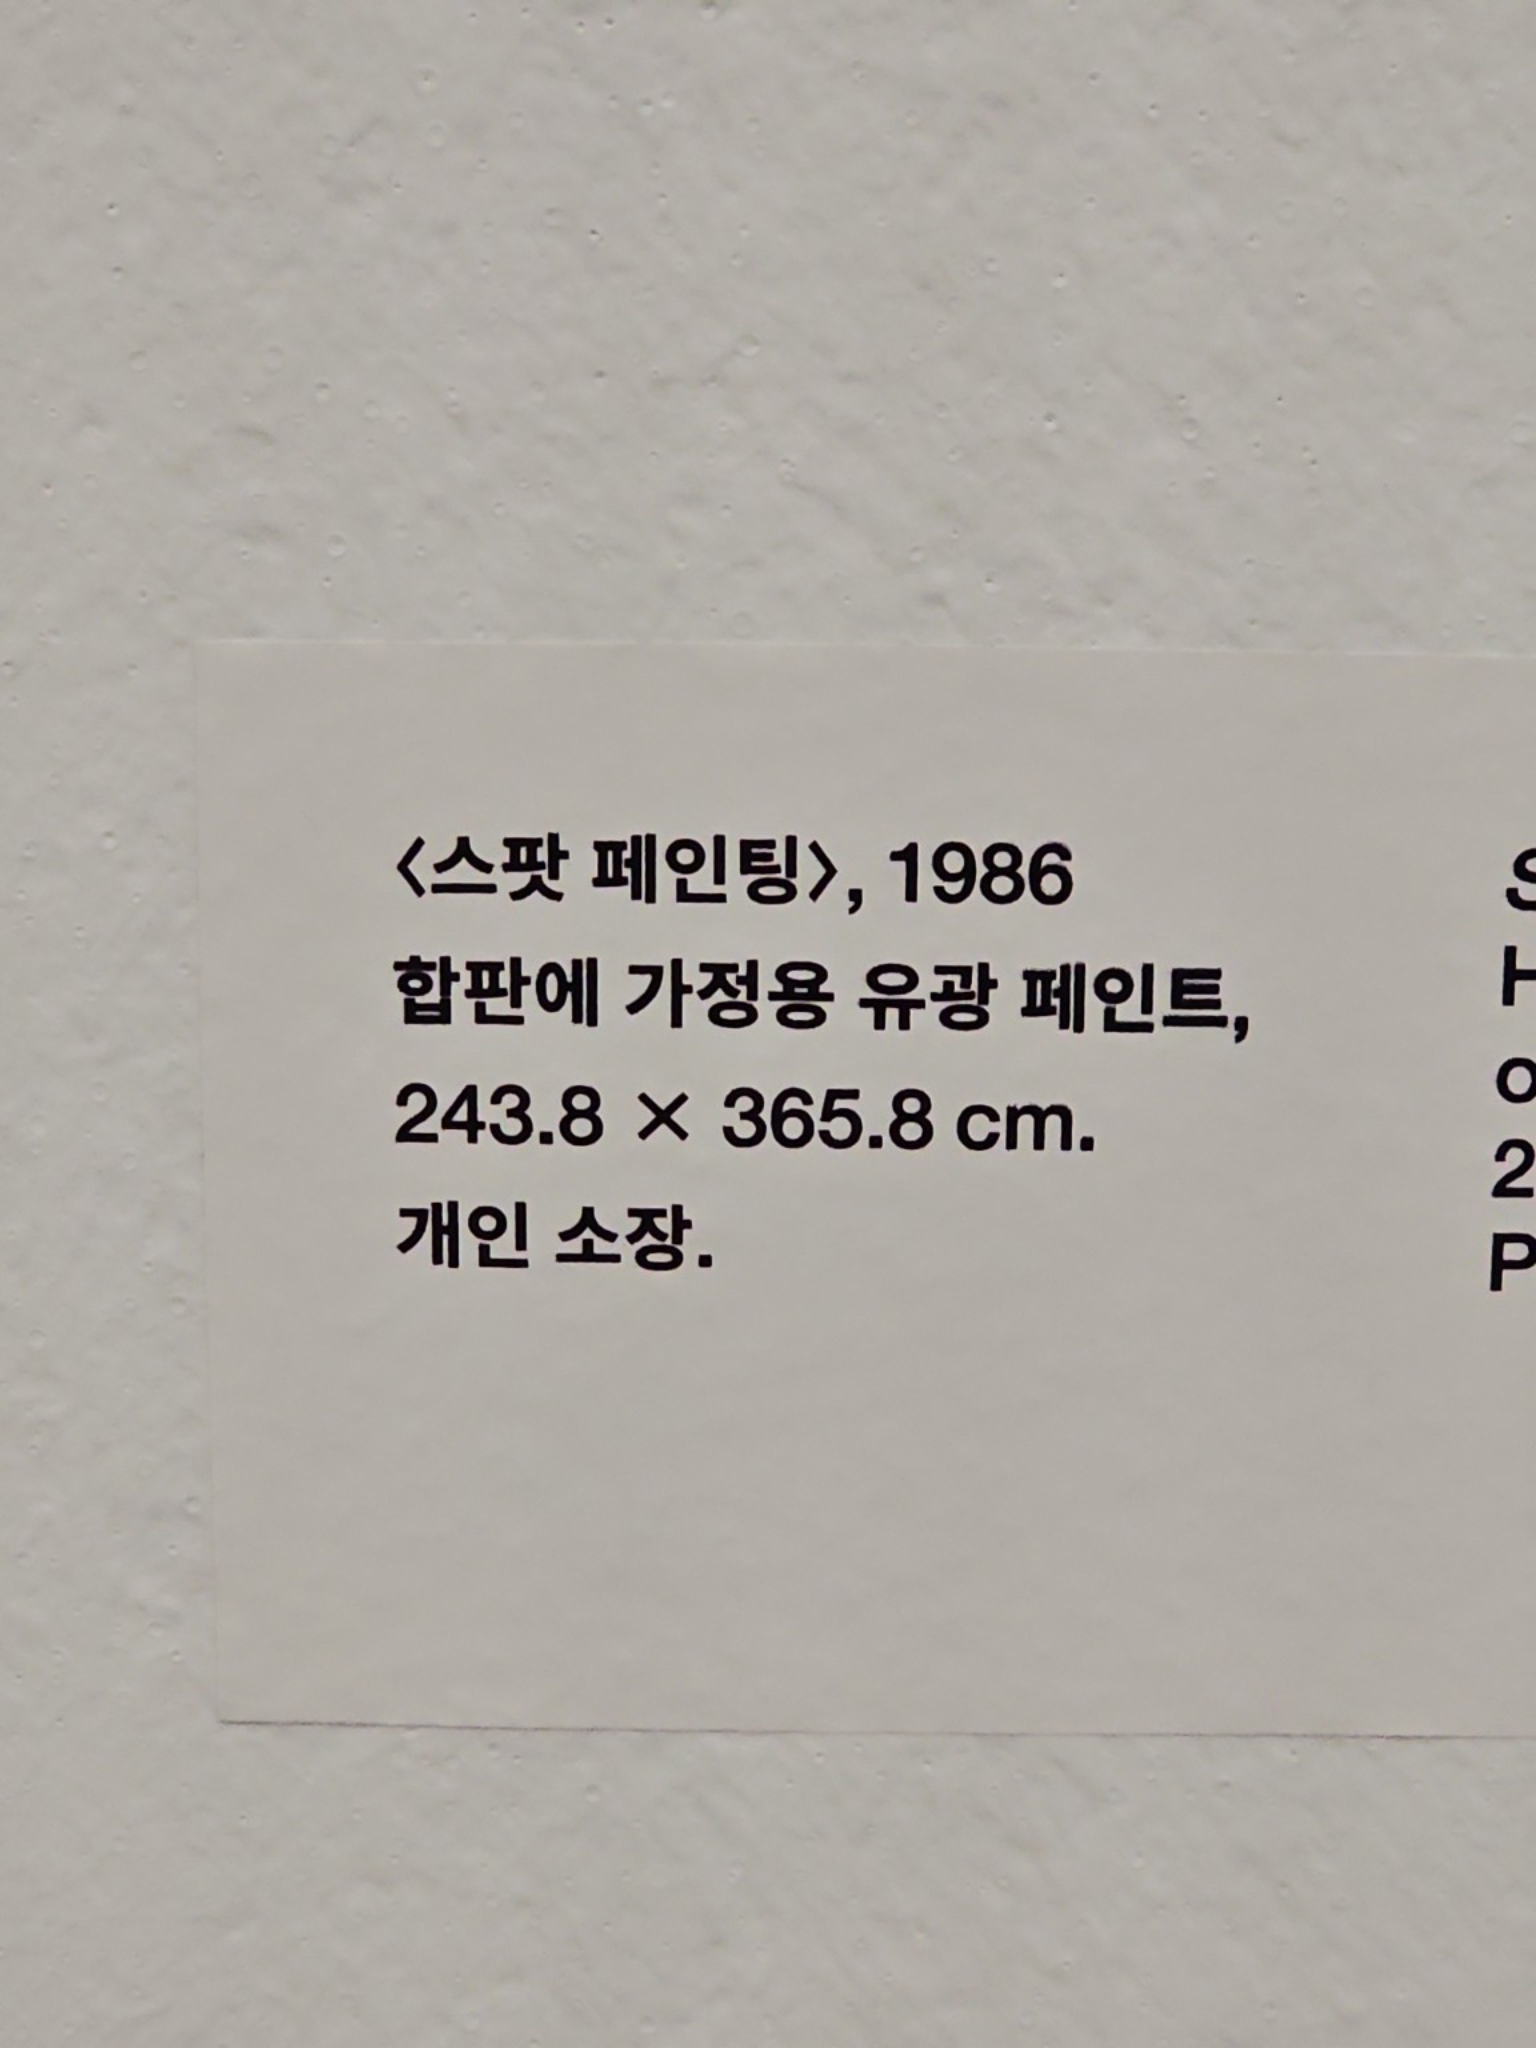 〈스팟 페인팅〉, 1986
합판에 가정용 유광 페인트,
243.8 × 365.8 cm.
개인 소장.